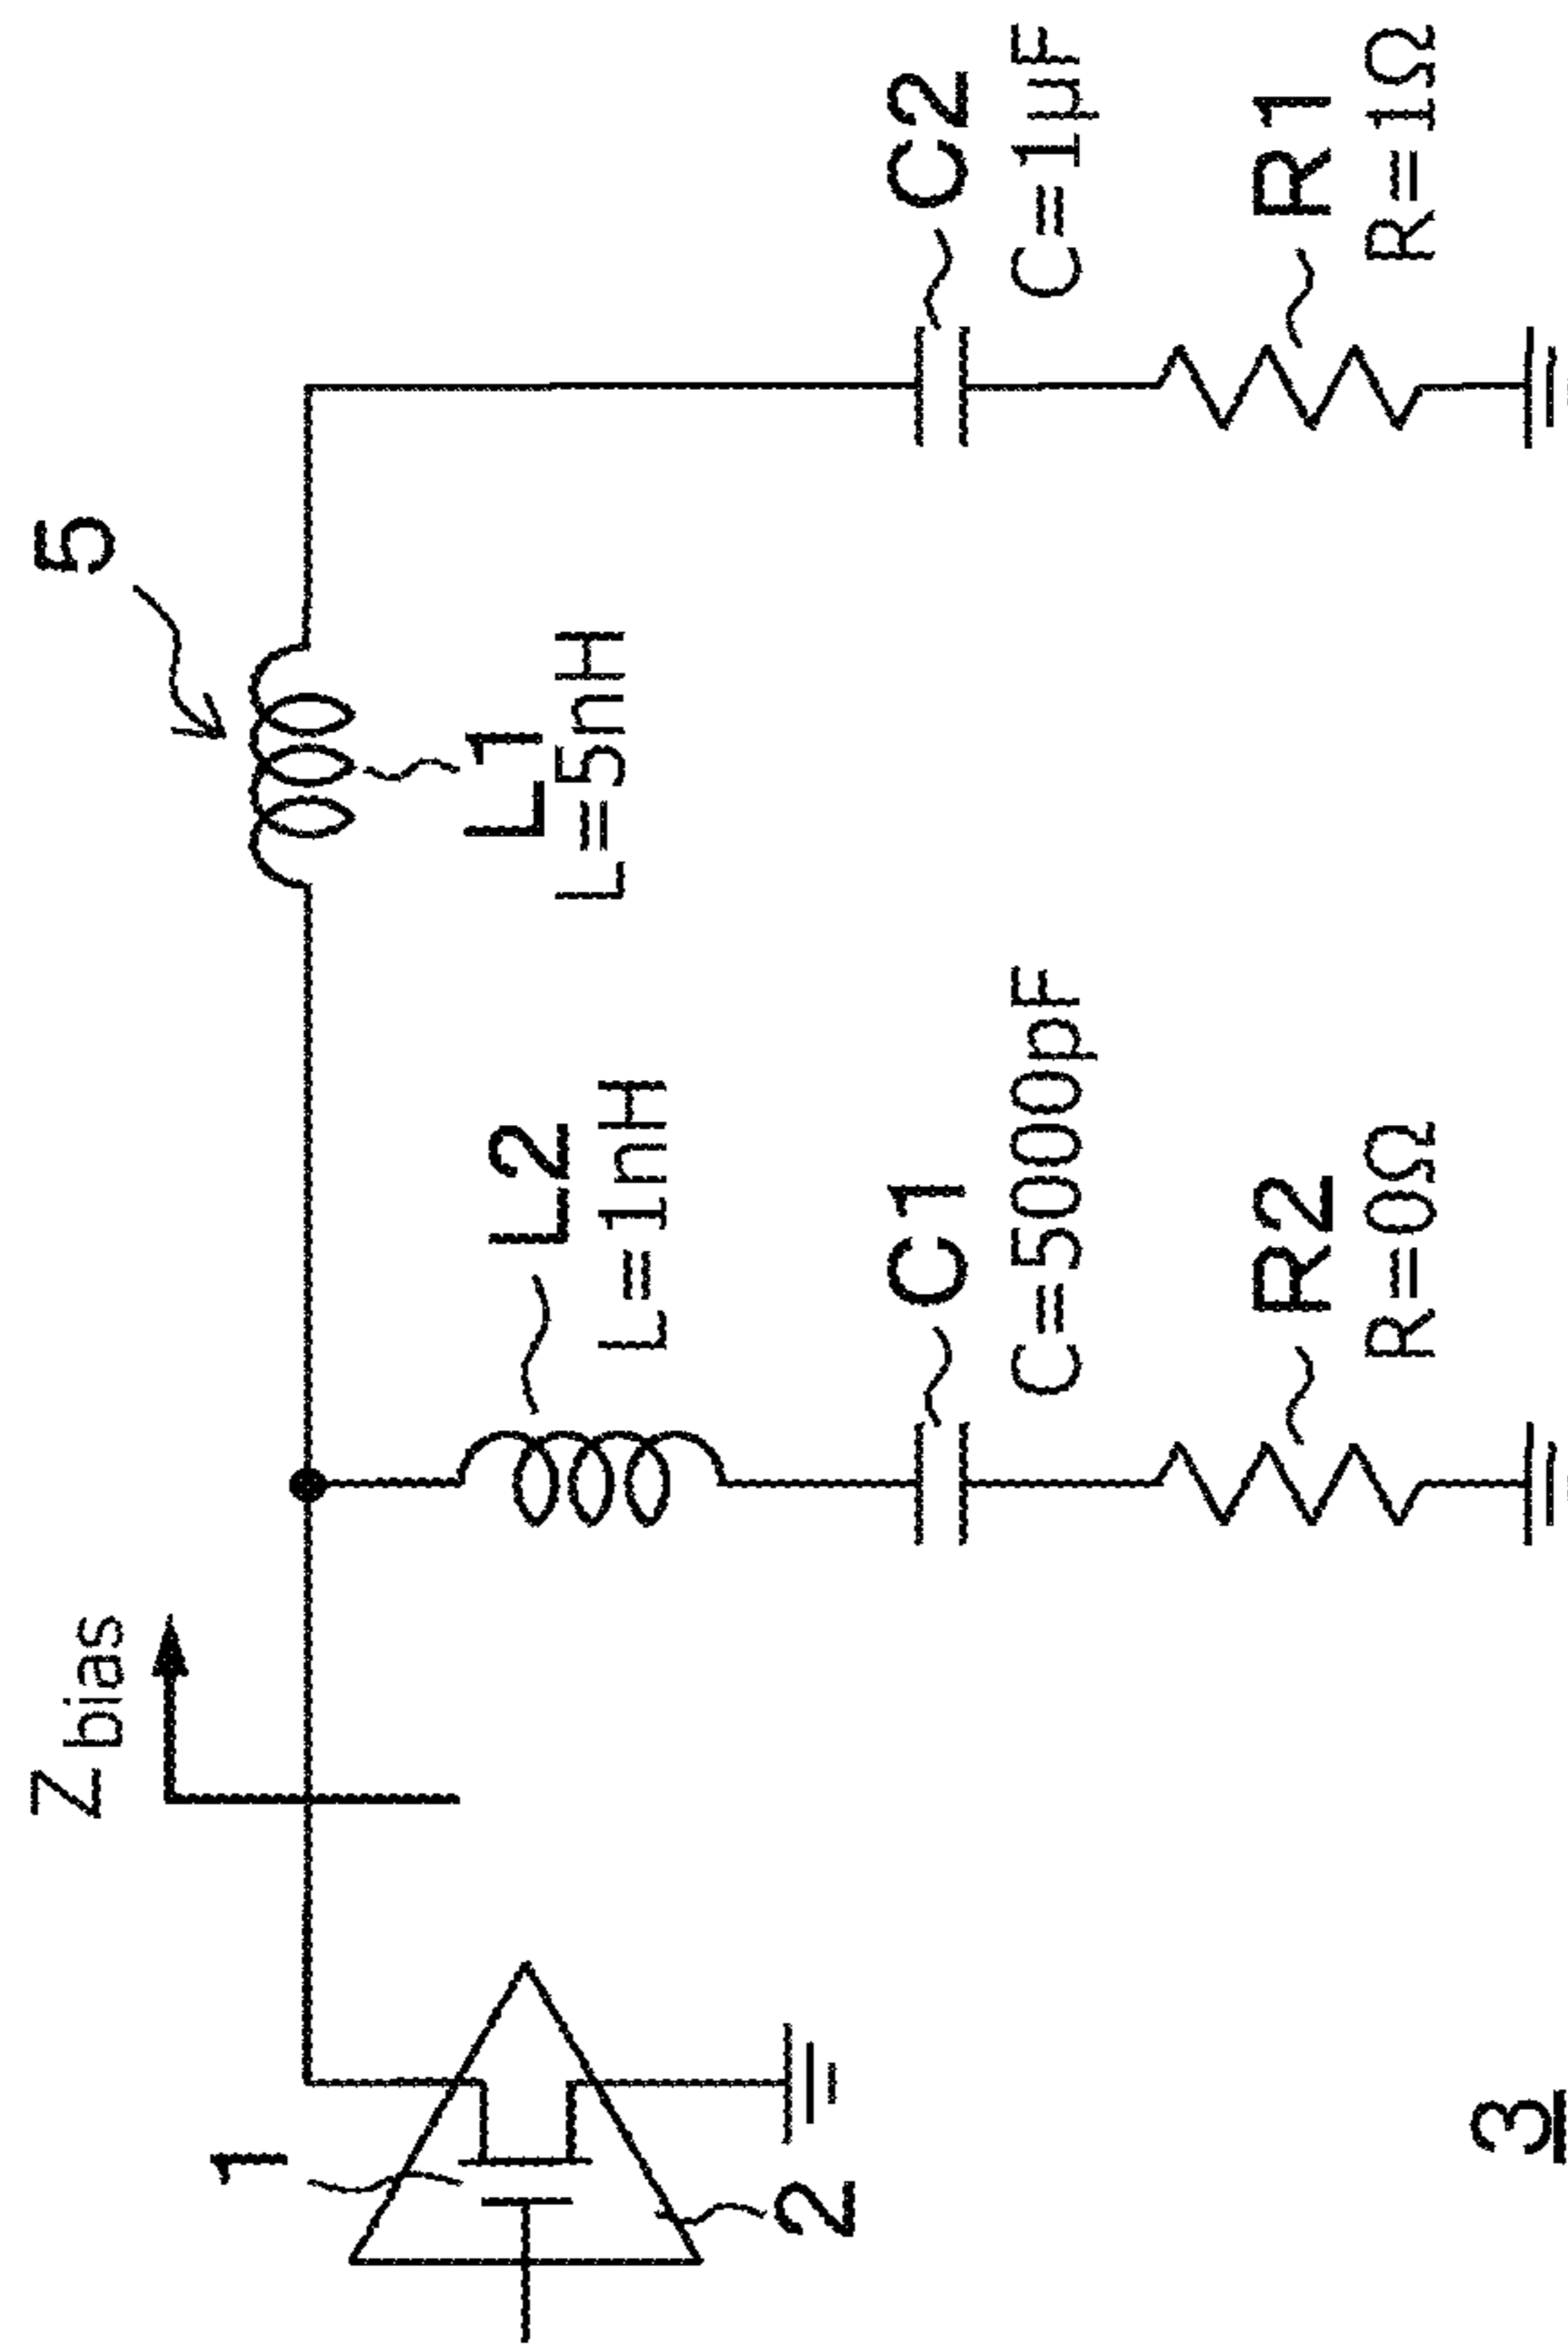 Z bias
5
1
2
L2
L=1nH
L1
L=5nH
C1
C=5000pF
C2
C=1μF
R2
R=0Ω
R1
R=1Ω
3